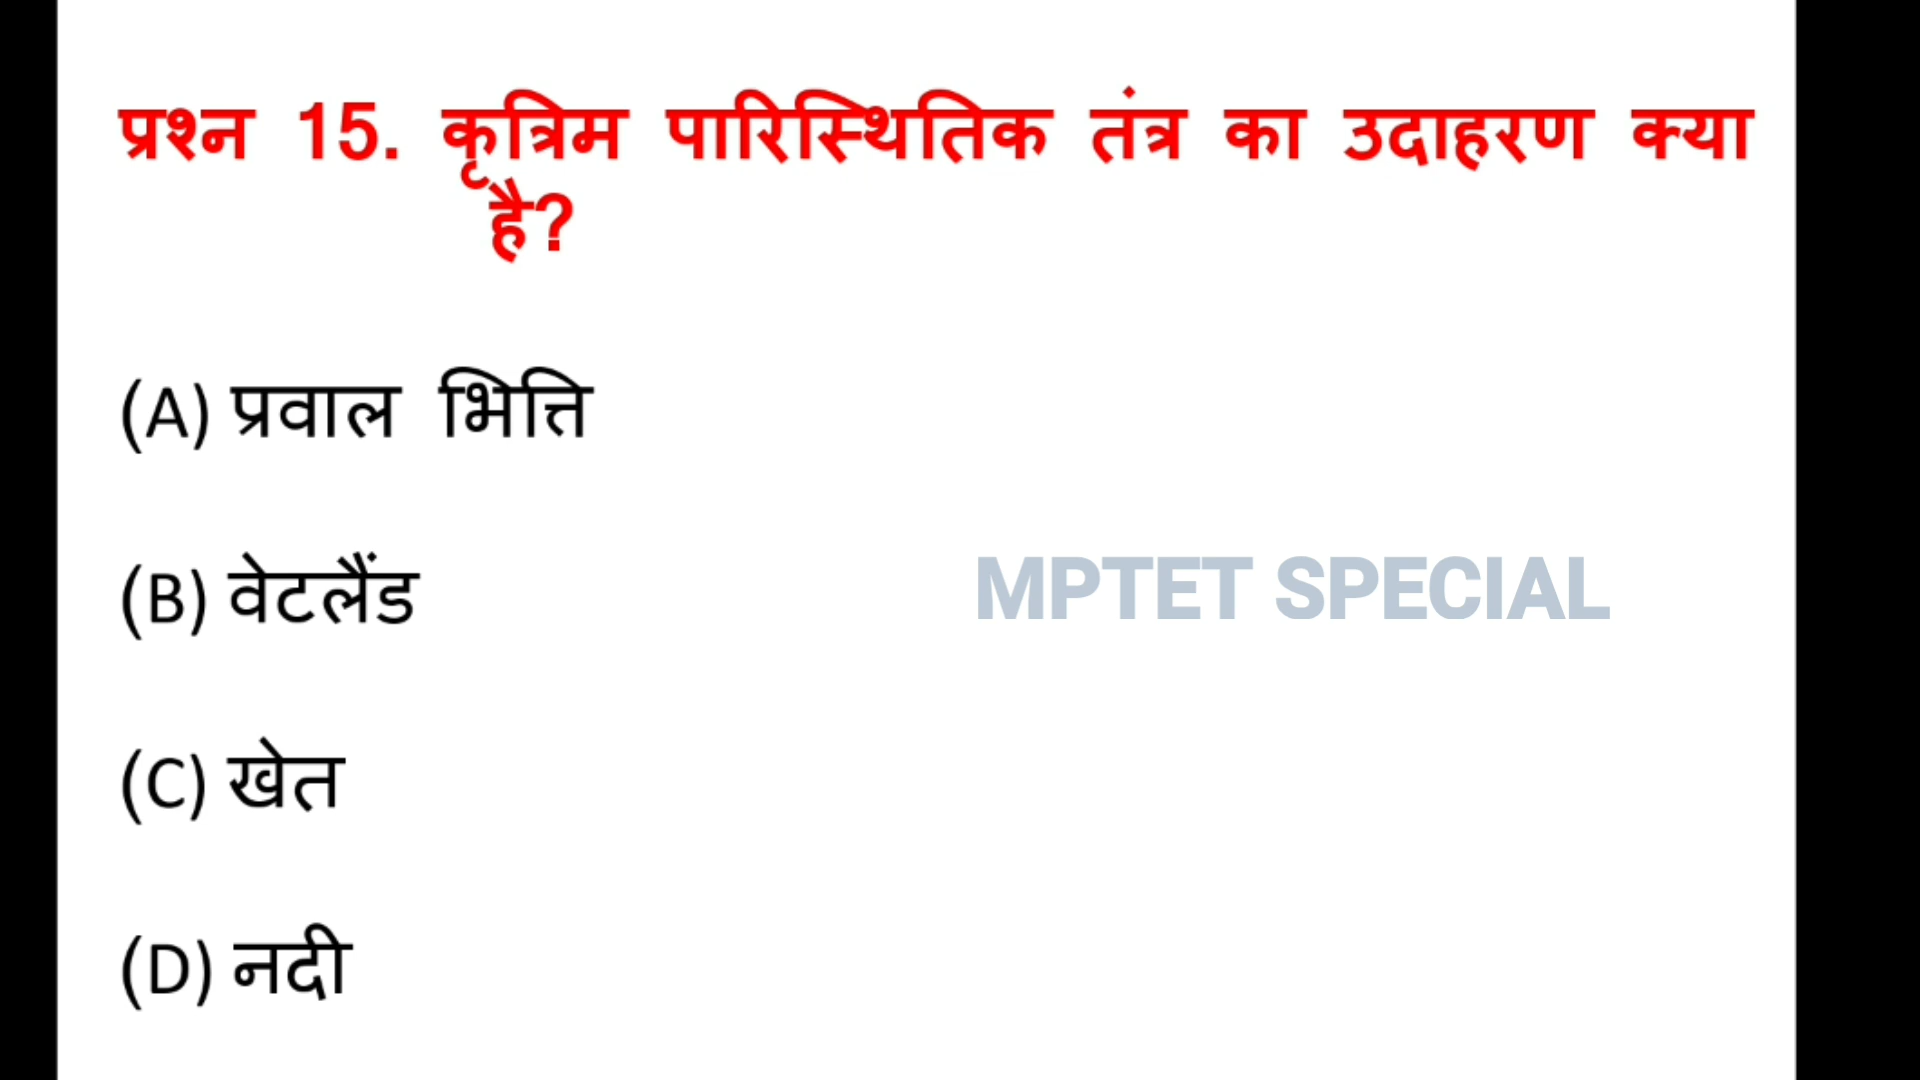 प्रश्न 15. कृत्रिम पारिस्थितिक तंत्र का उदाहरण क्या
है?
(A) प्रवाल भित्ति
(B) वेटलैंड
MPTET SPECIAL
(C) खेत
(D) नदी